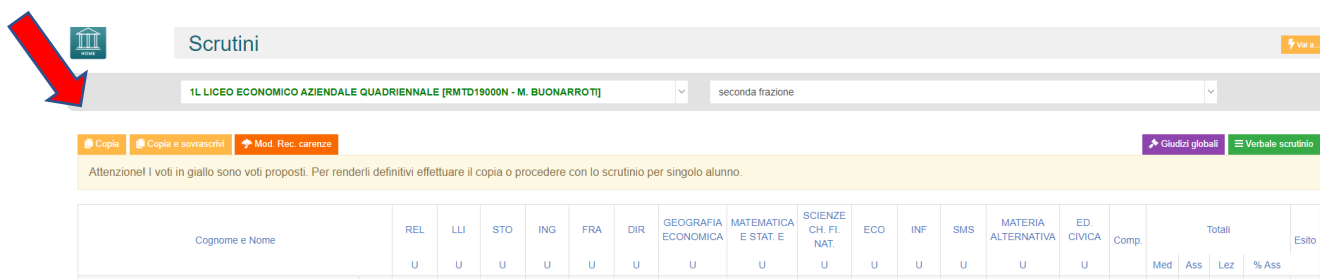 HOME
Scrutini
Vai a...
1L LICEO ECONOMICO AZIENDALE QUADRIENNALE [RMTD19000N - M. BUONARROTI]
seconda frazione
Copia
Copia e sovrascrivi
Mod. Rec. carenze
Giudizi globali
Verbale scrutinio
Attenzione! I voti in giallo sono voti proposti. Per renderli definitivi effettuare il copia o procedere con lo scrutinio per singolo alunno.
Cognome e Nome
REL
LLI
STO
ING
FRA
DIR
GEOGRAFIA
ECONOMICA
MATEMATICA
E STAT. E
SCIENZE
CH. FI.
NAT.
ECO
INF
SMS
MATERIA
ALTERNATIVA
ED.
CIVICA
Comp.
Totali
Esito
U U U U U U U U U U U U U U
Med Ass Lez % Ass